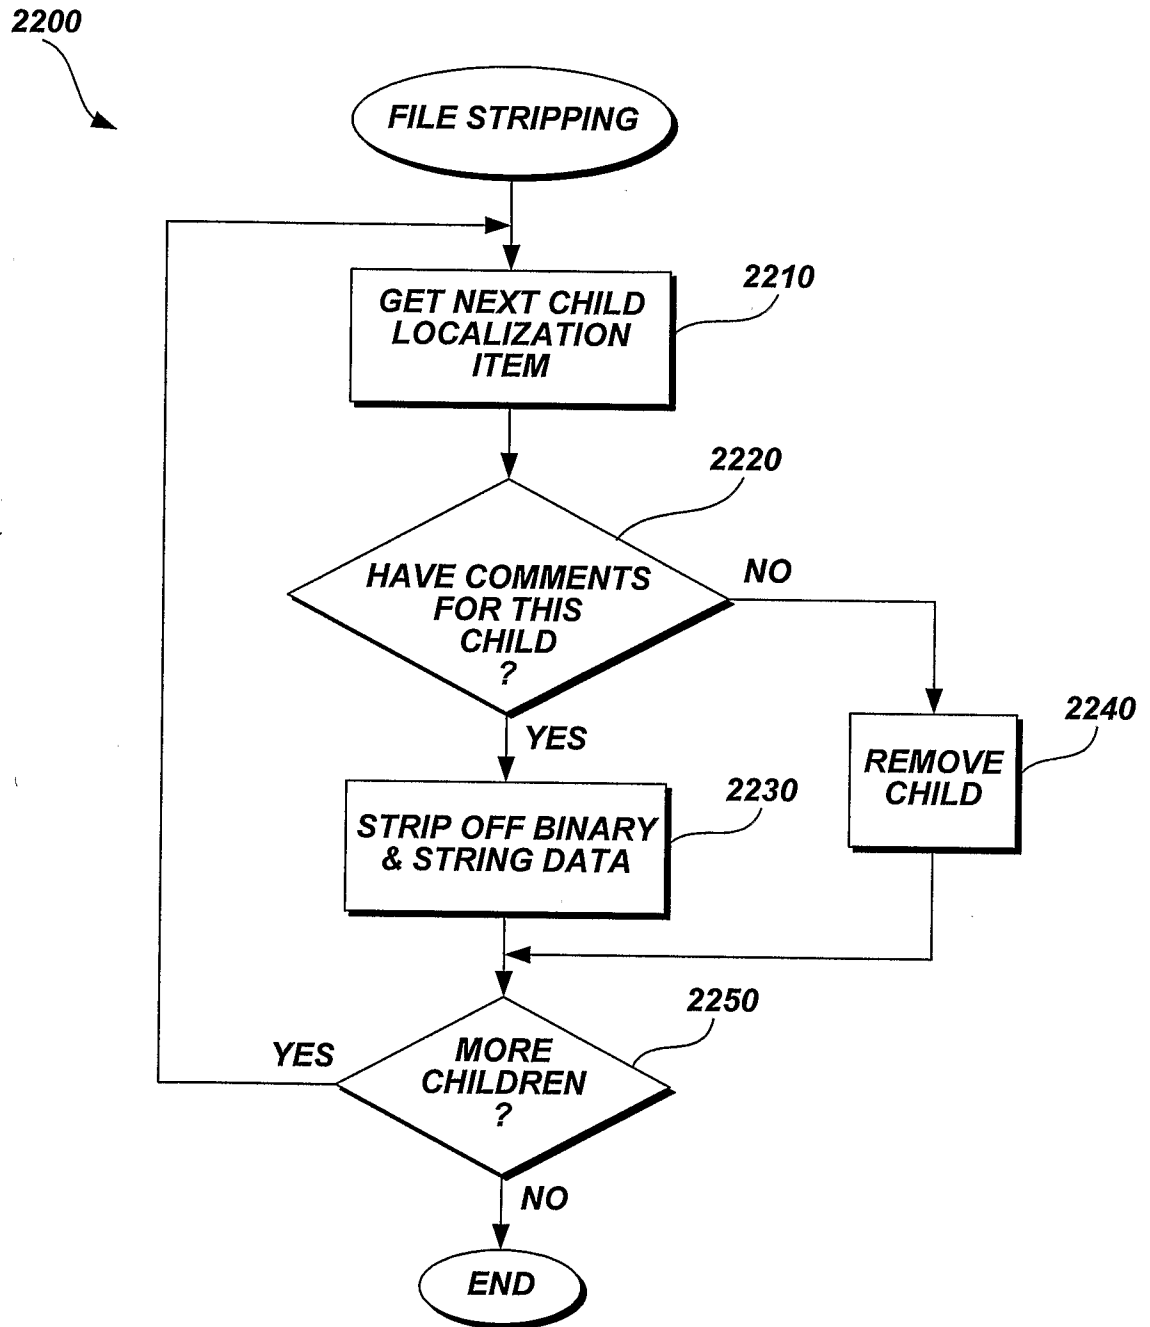 2200
FILE STRIPPING
2210
GET NEXT CHILD
LOCALIZATION
ITEM
2220
HAVE COMMENTS
FOR THIS
CHILD
?
NO
YES
2240
REMOVE
CHILD
2230
STRIP OFF BINARY
& STRING DATA
2250
YES
MORE
CHILDREN
?
NO
END